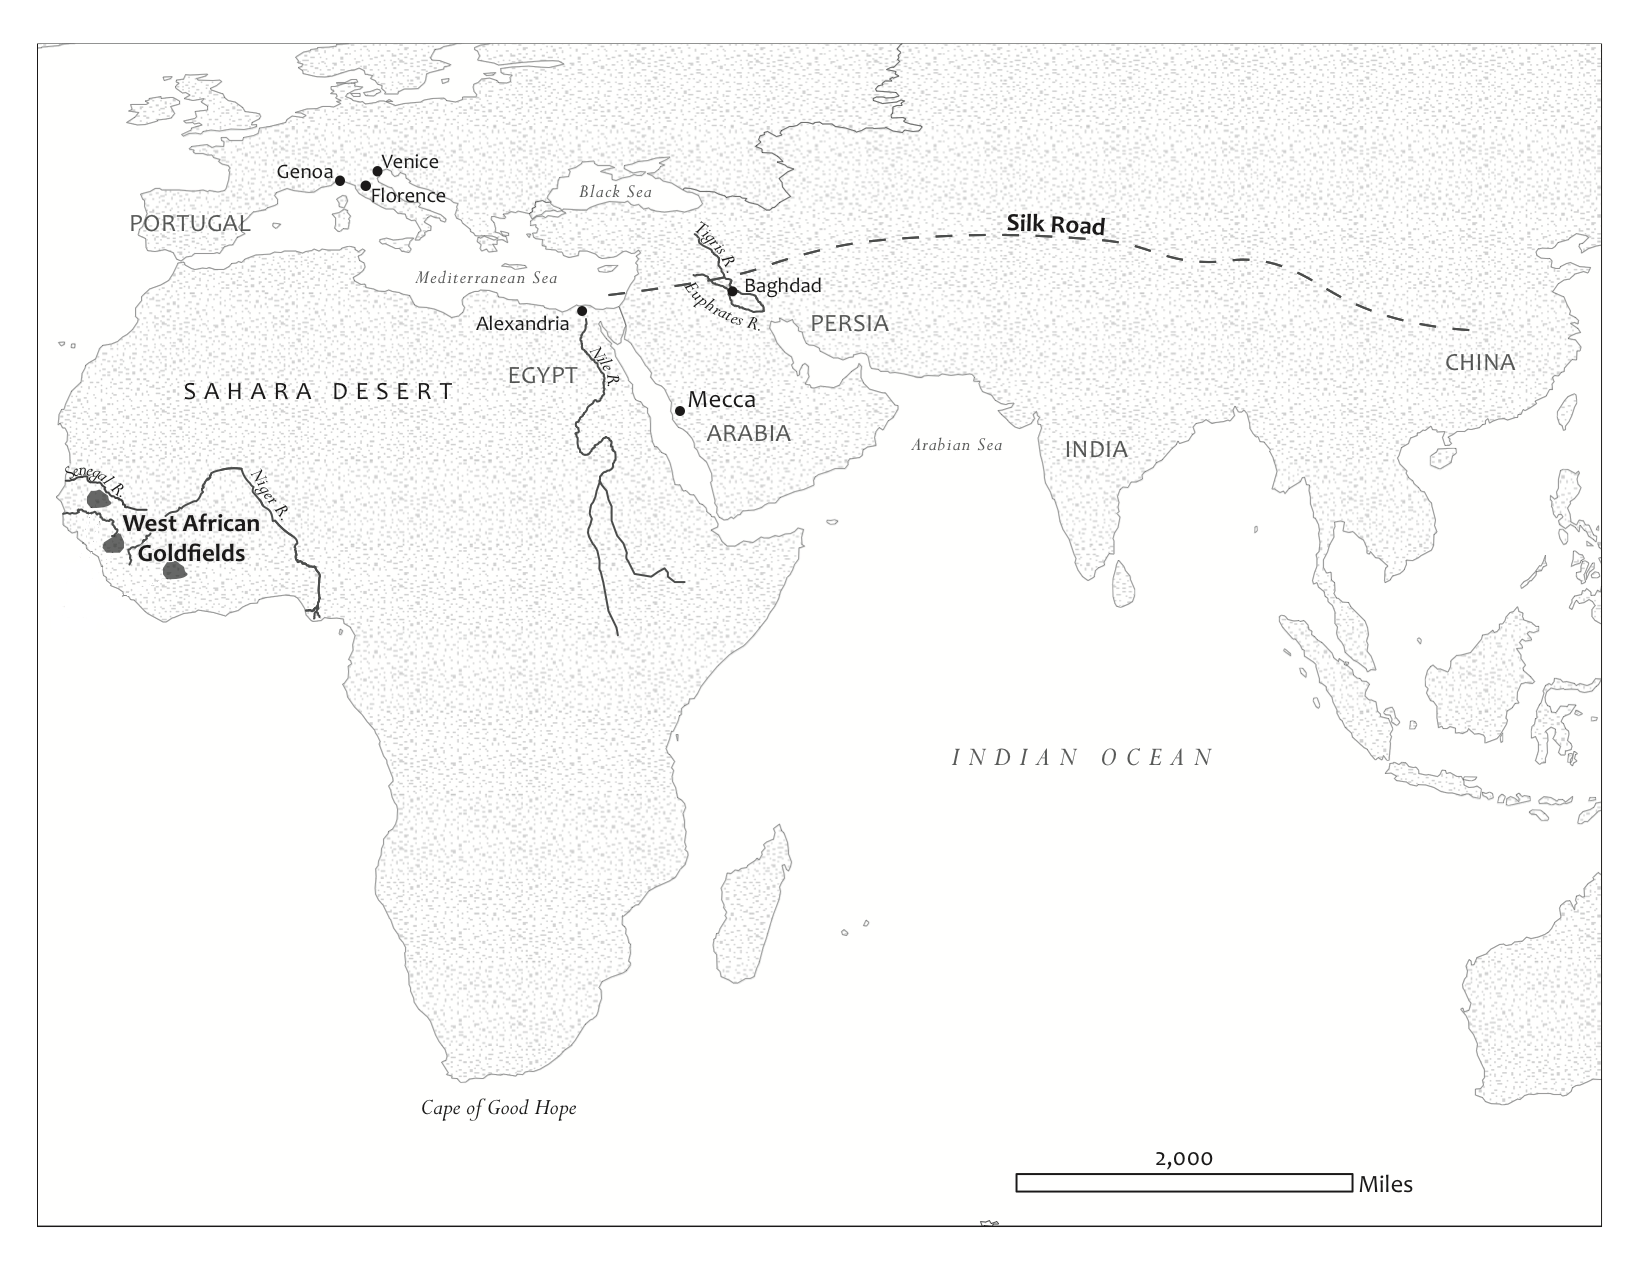 Venice
Genoa
Florence
Black Sea
PORTUGAL
Silk Road
Tigris R.
Mediterranean Sea
Baghdad
Euphrates R.
Alexandria
PERSIA
Nile R.
EGYPT
CHINA
SAHARA DESERT
Mecca
ARABIA
Arabian Sea
INDIA
Senegal R.
Niger R.
West African
Goldfields
INDIAN OCEAN
Cape of Good Hope
2,000
Miles